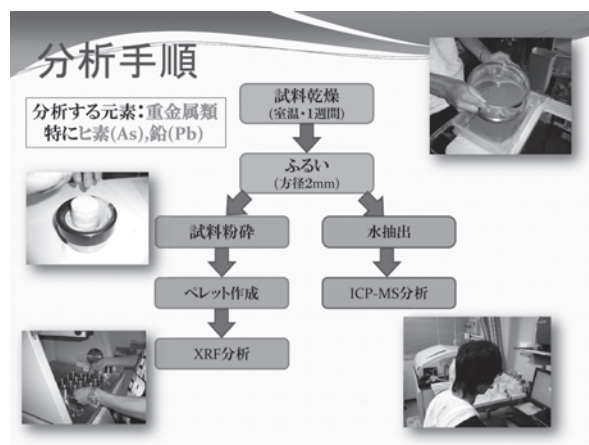 分析手順
分析する元素：重金属類
特にヒ素(As),鉛(Pb)
試料乾燥
(室温・1週間)
ふるい
(方径2mm)
試料粉砕
水抽出
ペレット作成
ICP-MS分析
XRF分析